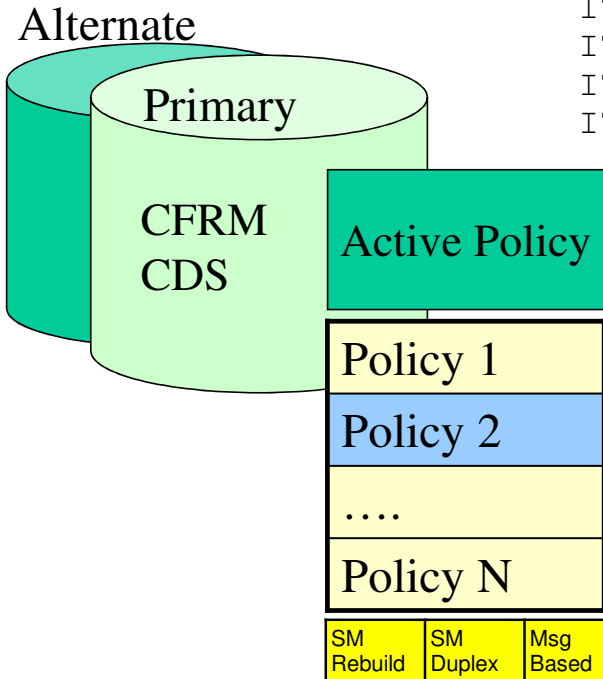 Alternate
Primary
CFRM
CDS
Active Policy
Policy 1
Policy 2
....
Policy N
SM Rebuild
SM Duplex
Msg Based